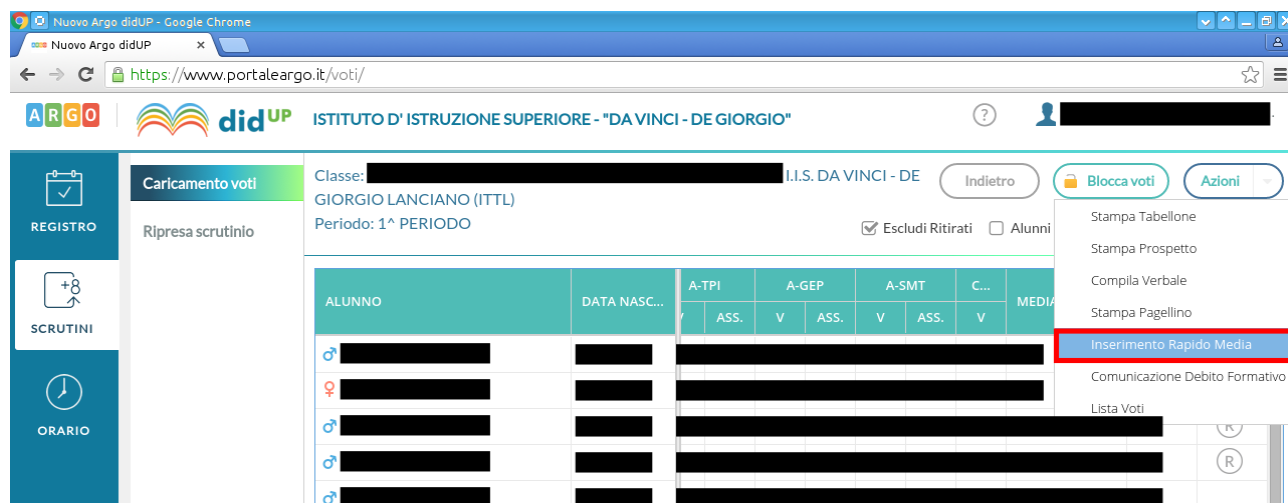 Nuovo Argo didUP - Google Chrome
Nuovo Argo didUP x
https://www.portaleargo.it/voti/
ARGO didUP ISTITUTO D' ISTRUZIONE SUPERIORE - "DA VINCI - DE GIORGIO" ?
REGISTRO
+8
SCRUTINI
ORARIO
Caricamento voti
Ripresa scrutinio
Classe: I.I.S. DA VINCI - DE
GIORGIO LANCIANO (ITTL)
Periodo: 1^ PERIODO
Indietro Blocca voti Azioni
Escludi Ritirati Alunni
Stampa Tabellone
Stampa Prospetto
Compila Verbale
Stampa Pagellino
Inserimento Rapido Media
Comunicazione Debito Formativo
Lista Voti
ALUNNO DATA NASC... A-TPI A-GEP A-SMT C... MEDIA
ASS. V ASS. V ASS. V
R
R